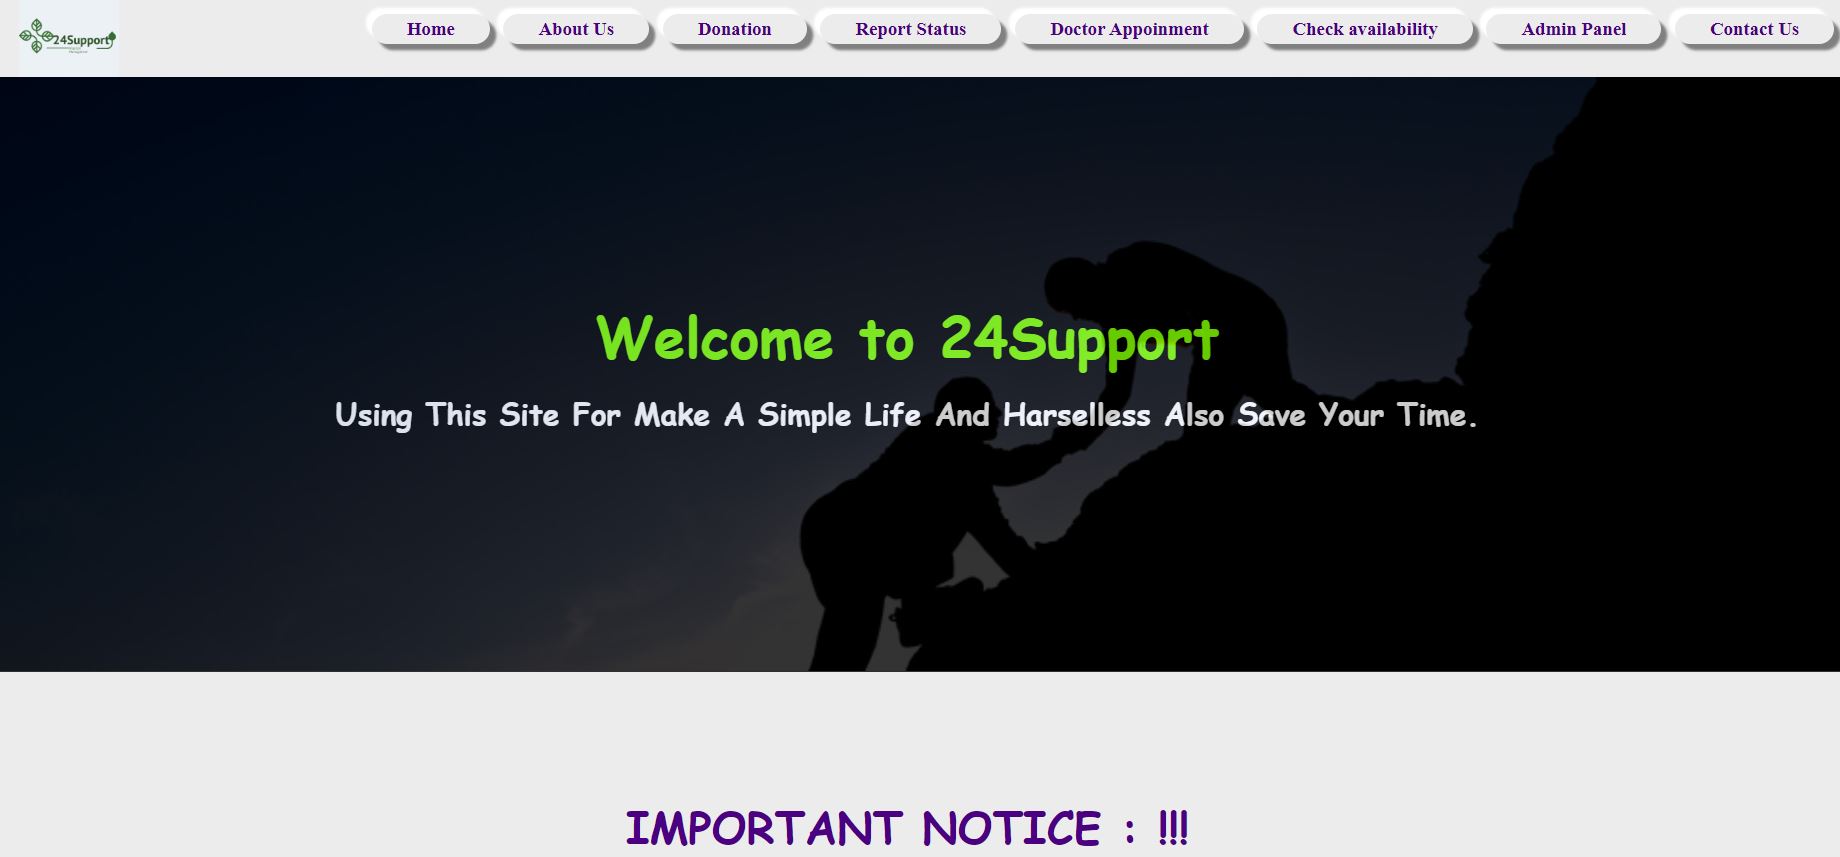 24Support
Home
About Us
Donation
Report Status
Doctor Appoinment
Check availability
Admin Panel
Contact Us
Welcome to 24Support
Using This Site For Make A Simple Life And Harselless Also Save Your Time.
IMPORTANT NOTICE : !!!